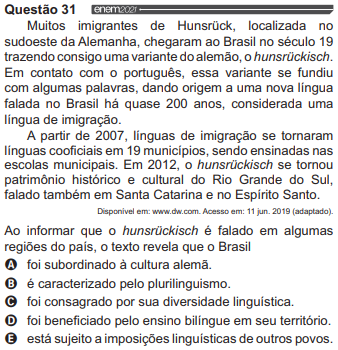 Questão 31 enem2021
Muitos imigrantes de Hunsrück, localizada no
sudoeste da Alemanha, chegaram ao Brasil no século 19
trazendo consigo uma variante do alemão, o hunsrückisch.
Em contato com o português, essa variante se fundiu
com algumas palavras, dando origem a uma nova língua
falada no Brasil há quase 200 anos, considerada uma
língua de imigração.
A partir de 2007, línguas de imigração se tornaram
línguas cooficiais em 19 municípios, sendo ensinadas nas
escolas municipais. Em 2012, o hunsrückisch se tornou
patrimônio histórico e cultural do Rio Grande do Sul,
falado também em Santa Catarina e no Espírito Santo.
Disponível em: www.dw.com. Acesso em: 11 jun. 2019 (adaptado).
Ao informar que o hunsrückisch é falado em algumas
regiões do país, o texto revela que o Brasil
A foi subordinado à cultura alemã.
B é caracterizado pelo plurilinguismo.
C foi consagrado por sua diversidade linguística.
D foi beneficiado pelo ensino bilíngue em seu território.
E está sujeito a imposições linguísticas de outros povos.